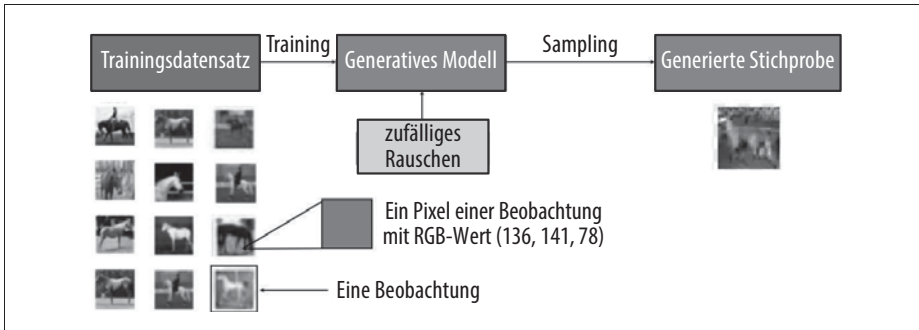 Trainingsdatensatz
Training
Generatives Modell
Sampling
Generierte Stichprobe
zufälliges
Rauschen
Ein Pixel einer Beobachtung
mit RGB-Wert (136, 141, 78)
Eine Beobachtung